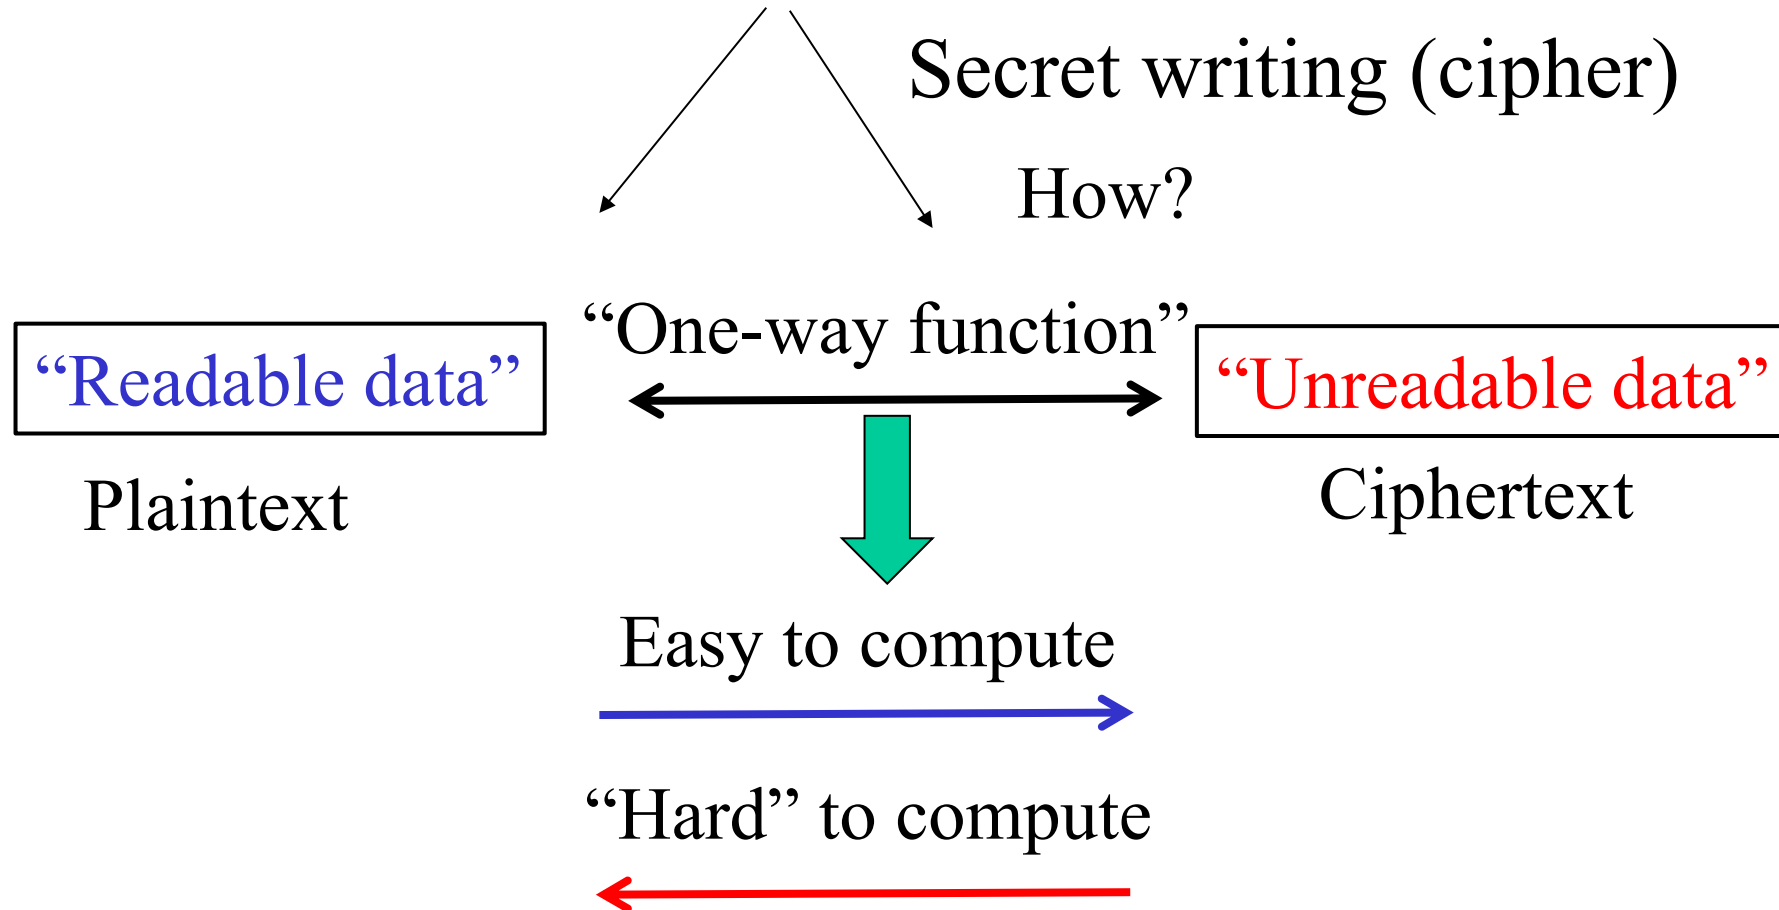 Secret writing (cipher)
How?
“One-way function”
“Readable data”
“Unreadable data”
Plaintext
Ciphertext
Easy to compute
“Hard” to compute